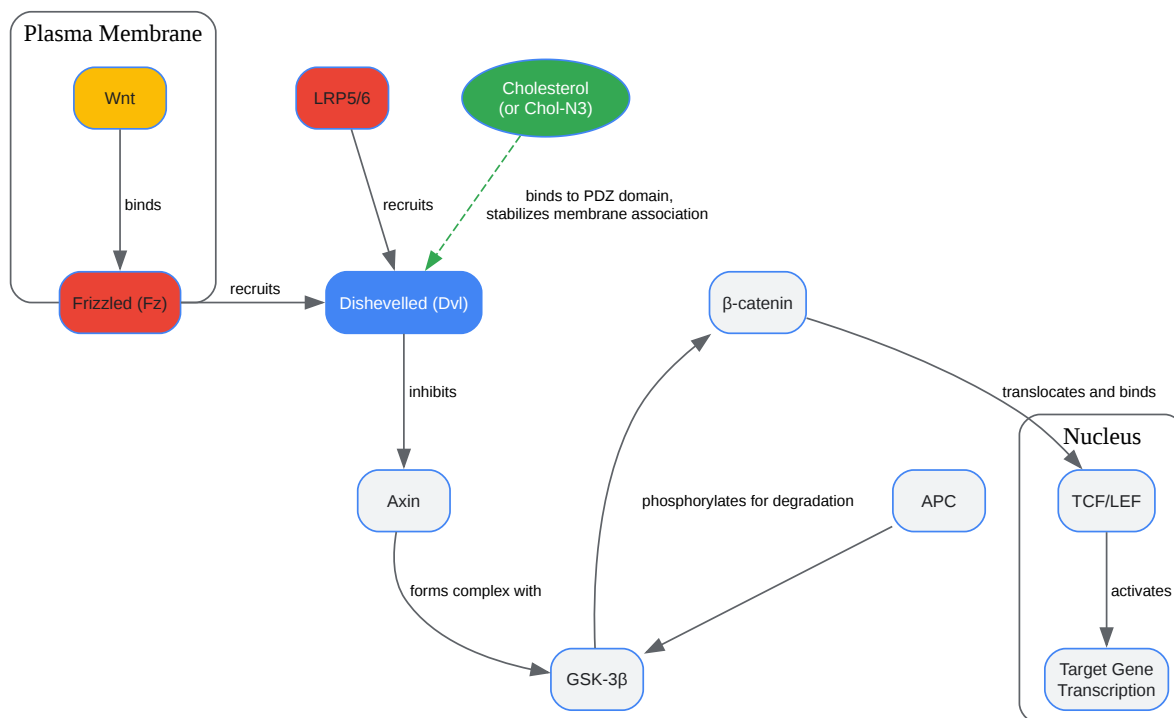 Plasma Membrane
Wnt
LRP5/6
Cholesterol
(or Chol-N3)
binds
recruits
binds to PDZ domain,
stabilizes membrane association
Frizzled (Fz)
recruits
Dishevelled (Dvl)
β-catenin
inhibits
translocates and binds
Nucleus
Axin
phosphorylates for degradation
APC
TCF/LEF
forms complex with
activates
GSK-3β
Target Gene
Transcription